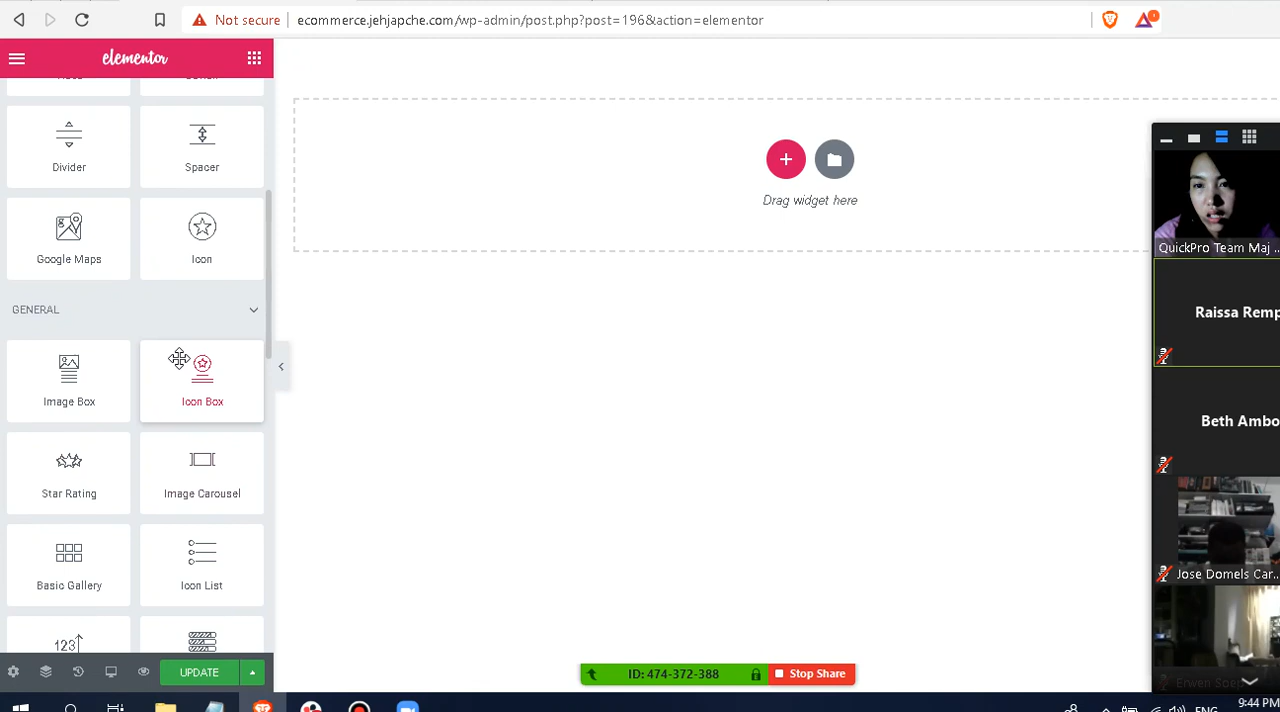 Not secure
ecommerce.jehjapche.com/wp-admin/post.php?post=196&action=elementor
elementor
Divider
Spacer
Google Maps
Icon
GENERAL
Image Box
Icon Box
Star Rating
Image Carousel
Basic Gallery
Icon List
123
UPDATE
Drag widget here
QuickPro Team Maj ...
Raissa Remp
Beth Ambo
Jose Domels Car...
ID: 474-372-388
Stop Share
ENG
9:44 PM